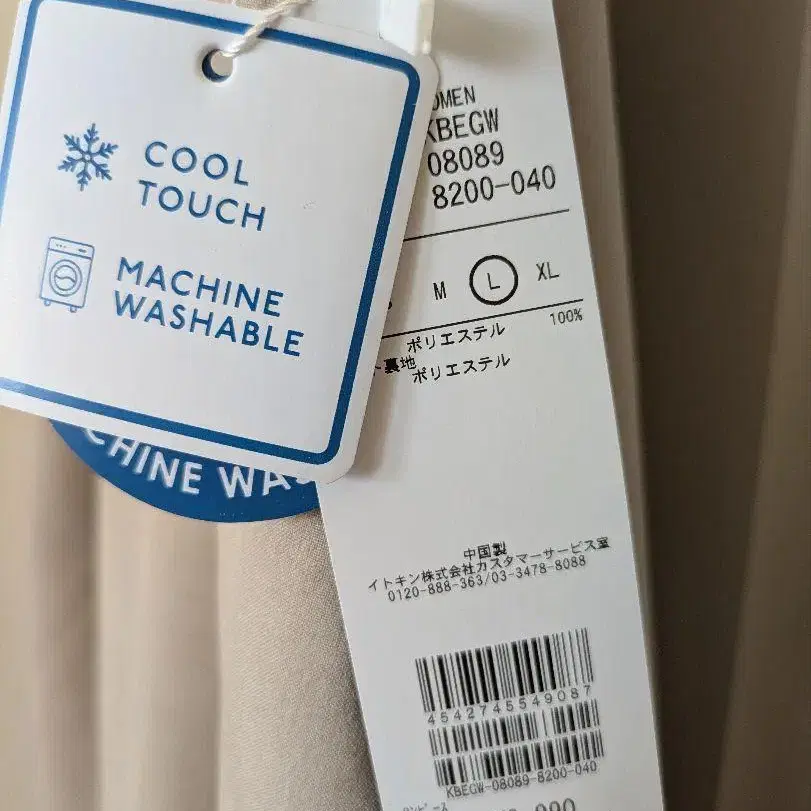 COOL
TOUCH
MACHINE
WASHABLE
CHINE WAS
OMEN
KBEGW
08089
8200-040
M L XL
ポリエステル 100%
裏地
ポリエステル
中国製
イトキン株式会社カスタマーサービス室
0120-888-363/03-3478-8088
4542745549087
KBEGW-08089-8200-040